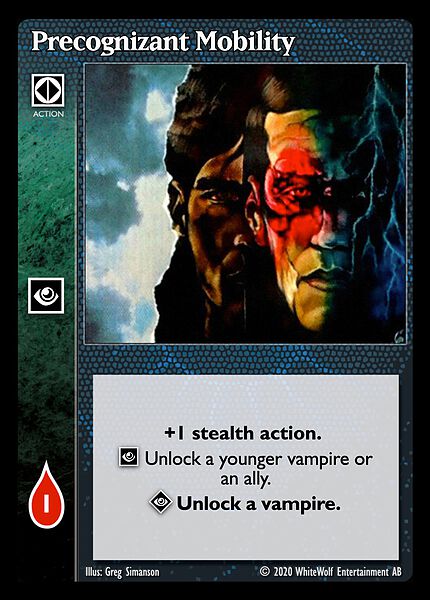 Precognizant Mobility
ACTION
+1 stealth action.
Unlock a younger vampire or
an ally.
Unlock a vampire.
1
Illus: Greg Simanson © 2020 WhiteWolf Entertainment AB